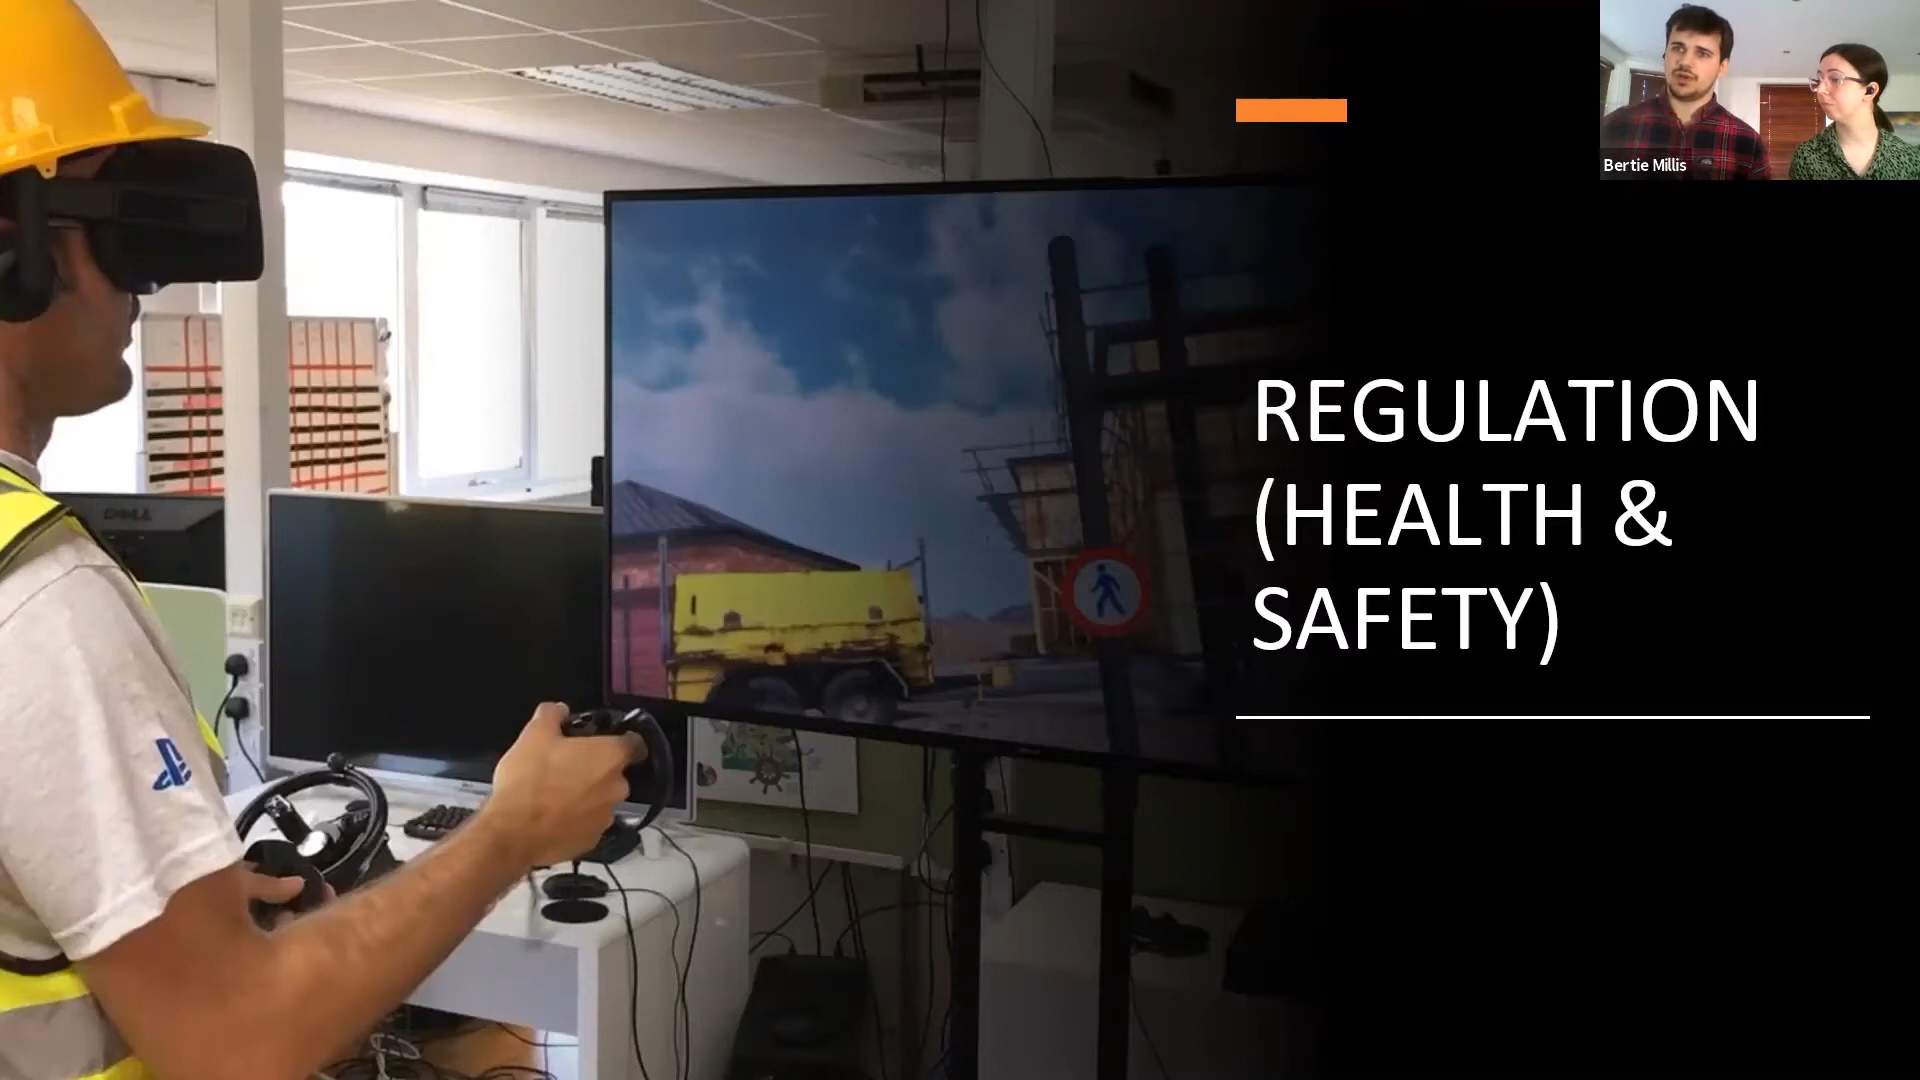 Bertie Millis
REGULATION
(HEALTH &
SAFETY)
DELL